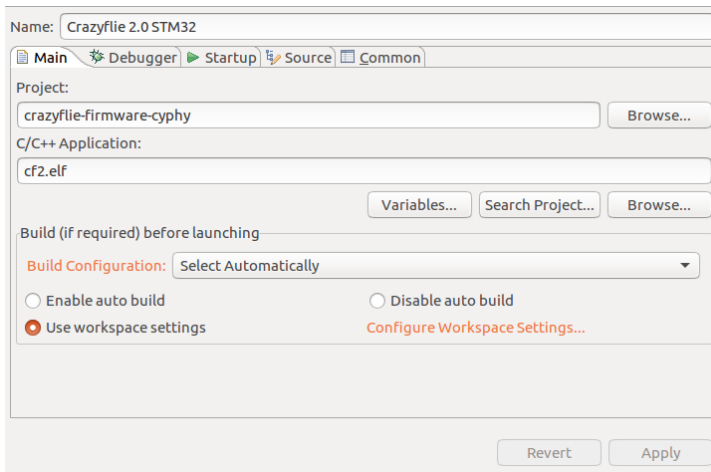 Name: Crazyflie 2.0 STM32
Main Debugger Startup Source Common
Project:
crazyflie-firmware-cyphy Browse...
C/C++ Application:
cf2.elf
Variables... Search Project... Browse...
Build (if required) before launching
Build Configuration: Select Automatically
Enable auto build Disable auto build
Use workspace settings Configure Workspace Settings...
Revert Apply